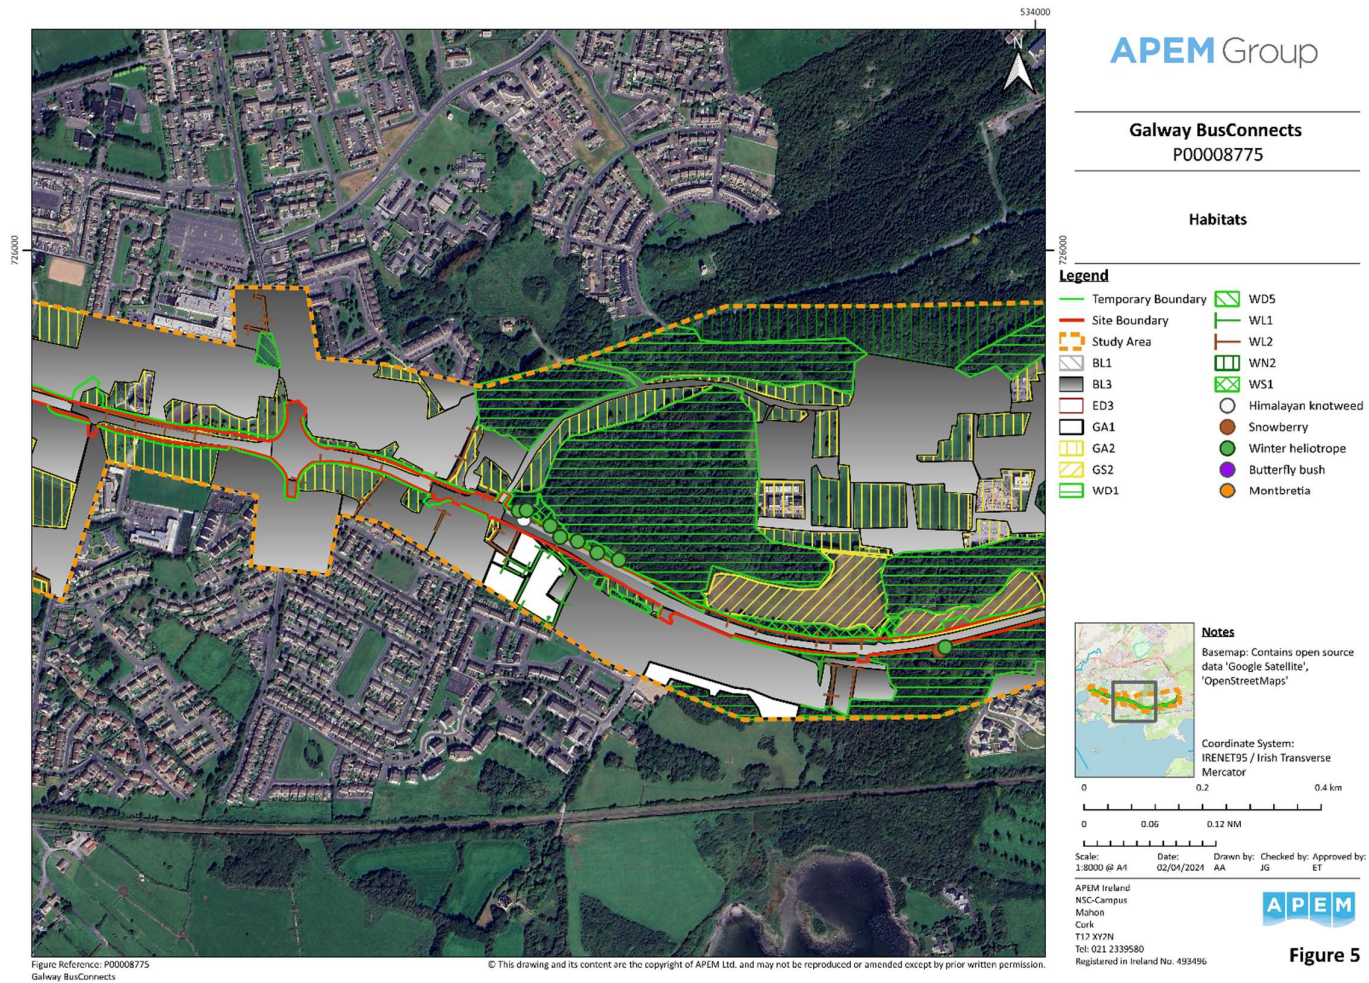 534000
N
726000
726000
APEM Group
Galway BusConnects
P00008775
Habitats
Legend
Temporary Boundary
Site Boundary
Study Area
BL1
BL3
ED3
GA1
GA2
GS2
WD1
WD5
WL1
WL2
WN2
WS1
Himalayan knotweed
Snowberry
Winter heliotrope
Butterfly bush
Montbretia
Notes
Basemap: Contains open source
data 'Google Satellite',
'OpenStreetMaps'
Coordinate System:
IRENET95 / Irish Transverse
Mercator
0 0.2 0.4 km
0 0.06 0.12 NM
Scale: Date: Drawn by: Checked by: Approved by:
1:8000 @ A4 02/04/2024 AA JG ET
APEM Ireland
NSC-Campus
Mahon
Cork
T12 XY2N
Tel: 021 2339580
Registered in Ireland No. 493496
APEM
Figure 5
Figure Reference: P00008775
Galway BusConnects
© This drawing and its content are the copyright of APEM Ltd. and may not be reproduced or amended except by prior written permission.